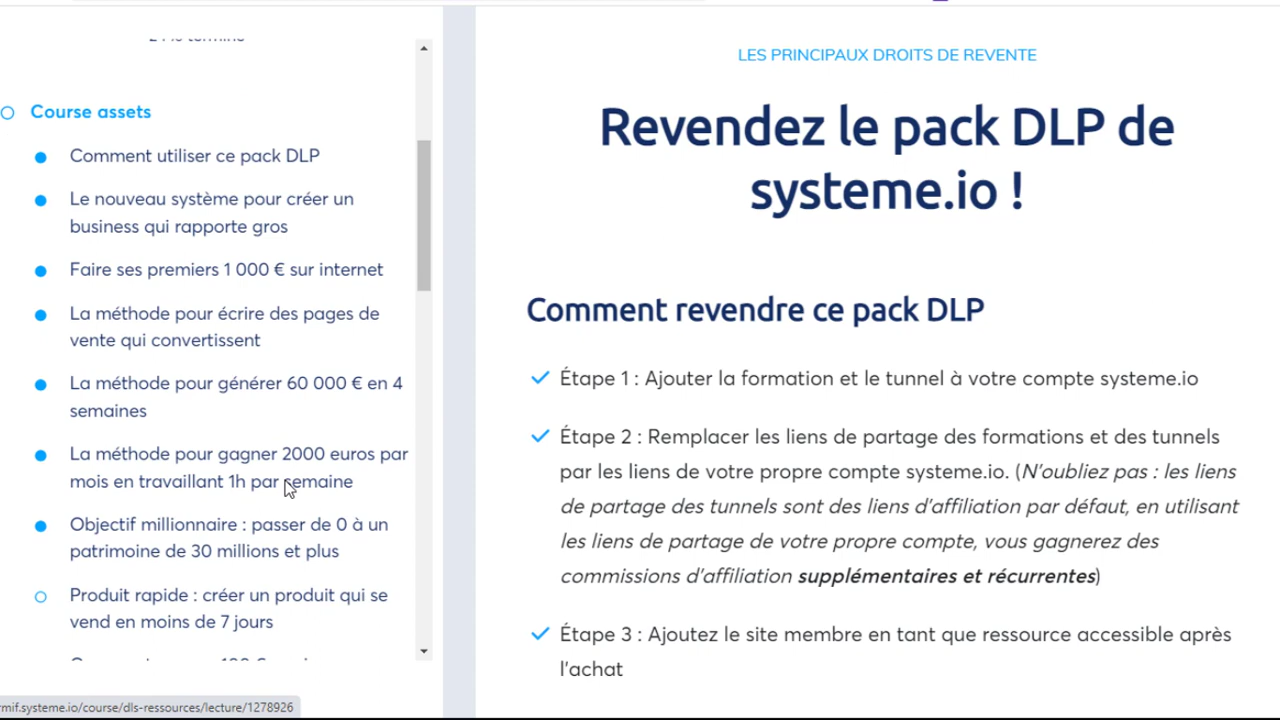 Course assets
Comment utiliser ce pack DLP
Le nouveau système pour créer un
business qui rapporte gros
Faire ses premiers 1 000 € sur internet
La méthode pour écrire des pages de
vente qui convertissent
La méthode pour générer 60 000 € en 4
semaines
La méthode pour gagner 2000 euros par
mois en travaillant 1h par semaine
Objectif millionnaire : passer de 0 à un
patrimoine de 30 millions et plus
Produit rapide : créer un produit qui se
vend en moins de 7 jours
rmif.systeme.io/course/dls-ressources/lecture/1278926
LES PRINCIPAUX DROITS DE REVENTE
Revendez le pack DLP de
systeme.io !
Comment revendre ce pack DLP
Étape 1 : Ajouter la formation et le tunnel à votre compte systeme.io
Étape 2 : Remplacer les liens de partage des formations et des tunnels
par les liens de votre propre compte systeme.io. (N'oubliez pas : les liens
de partage des tunnels sont des liens d'affiliation par défaut, en utilisant
les liens de partage de votre propre compte, vous gagnerez des
commissions d'affiliation supplémentaires et récurrentes)
Étape 3 : Ajoutez le site membre en tant que ressource accessible après
l'achat